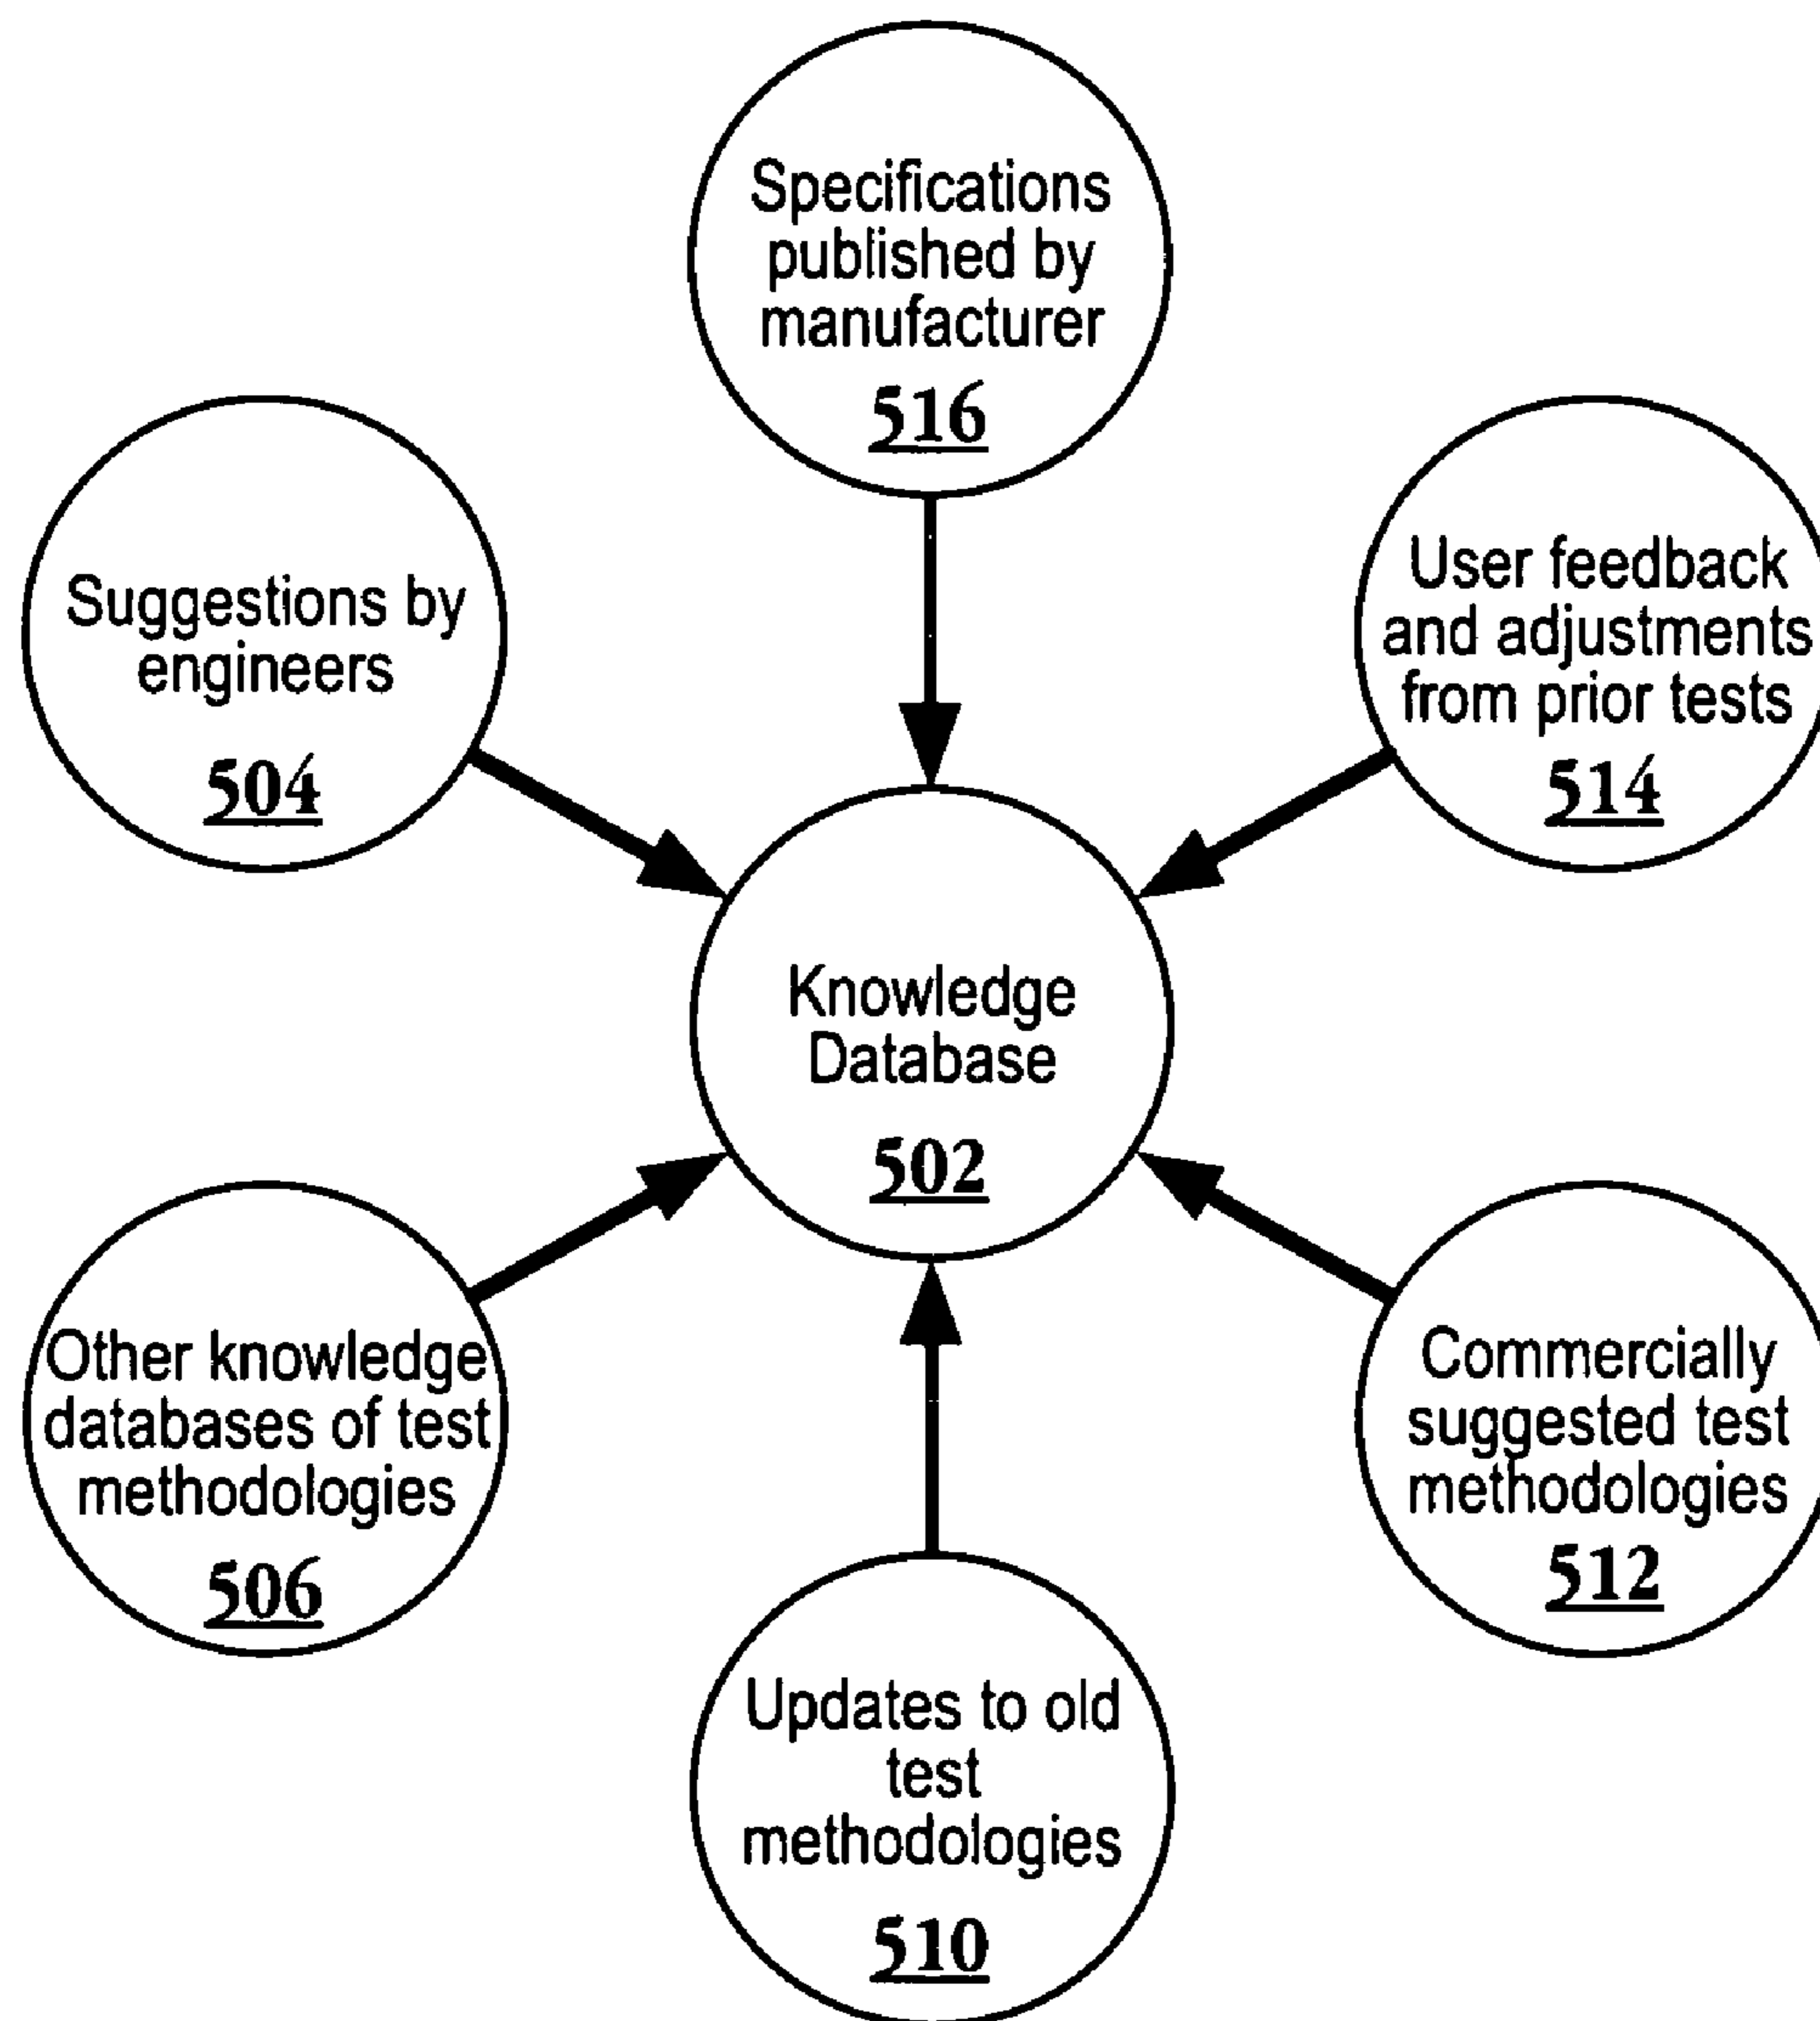 Specifications
published by
manufacturer
516
Suggestions by
engineers
504
User feedback
and adjustments
from prior tests
514
Knowledge
Database
502
Other knowledge
databases of test
methodologies
506
Commercially
suggested test
methodologies
512
Updates to old
test
methodologies
510